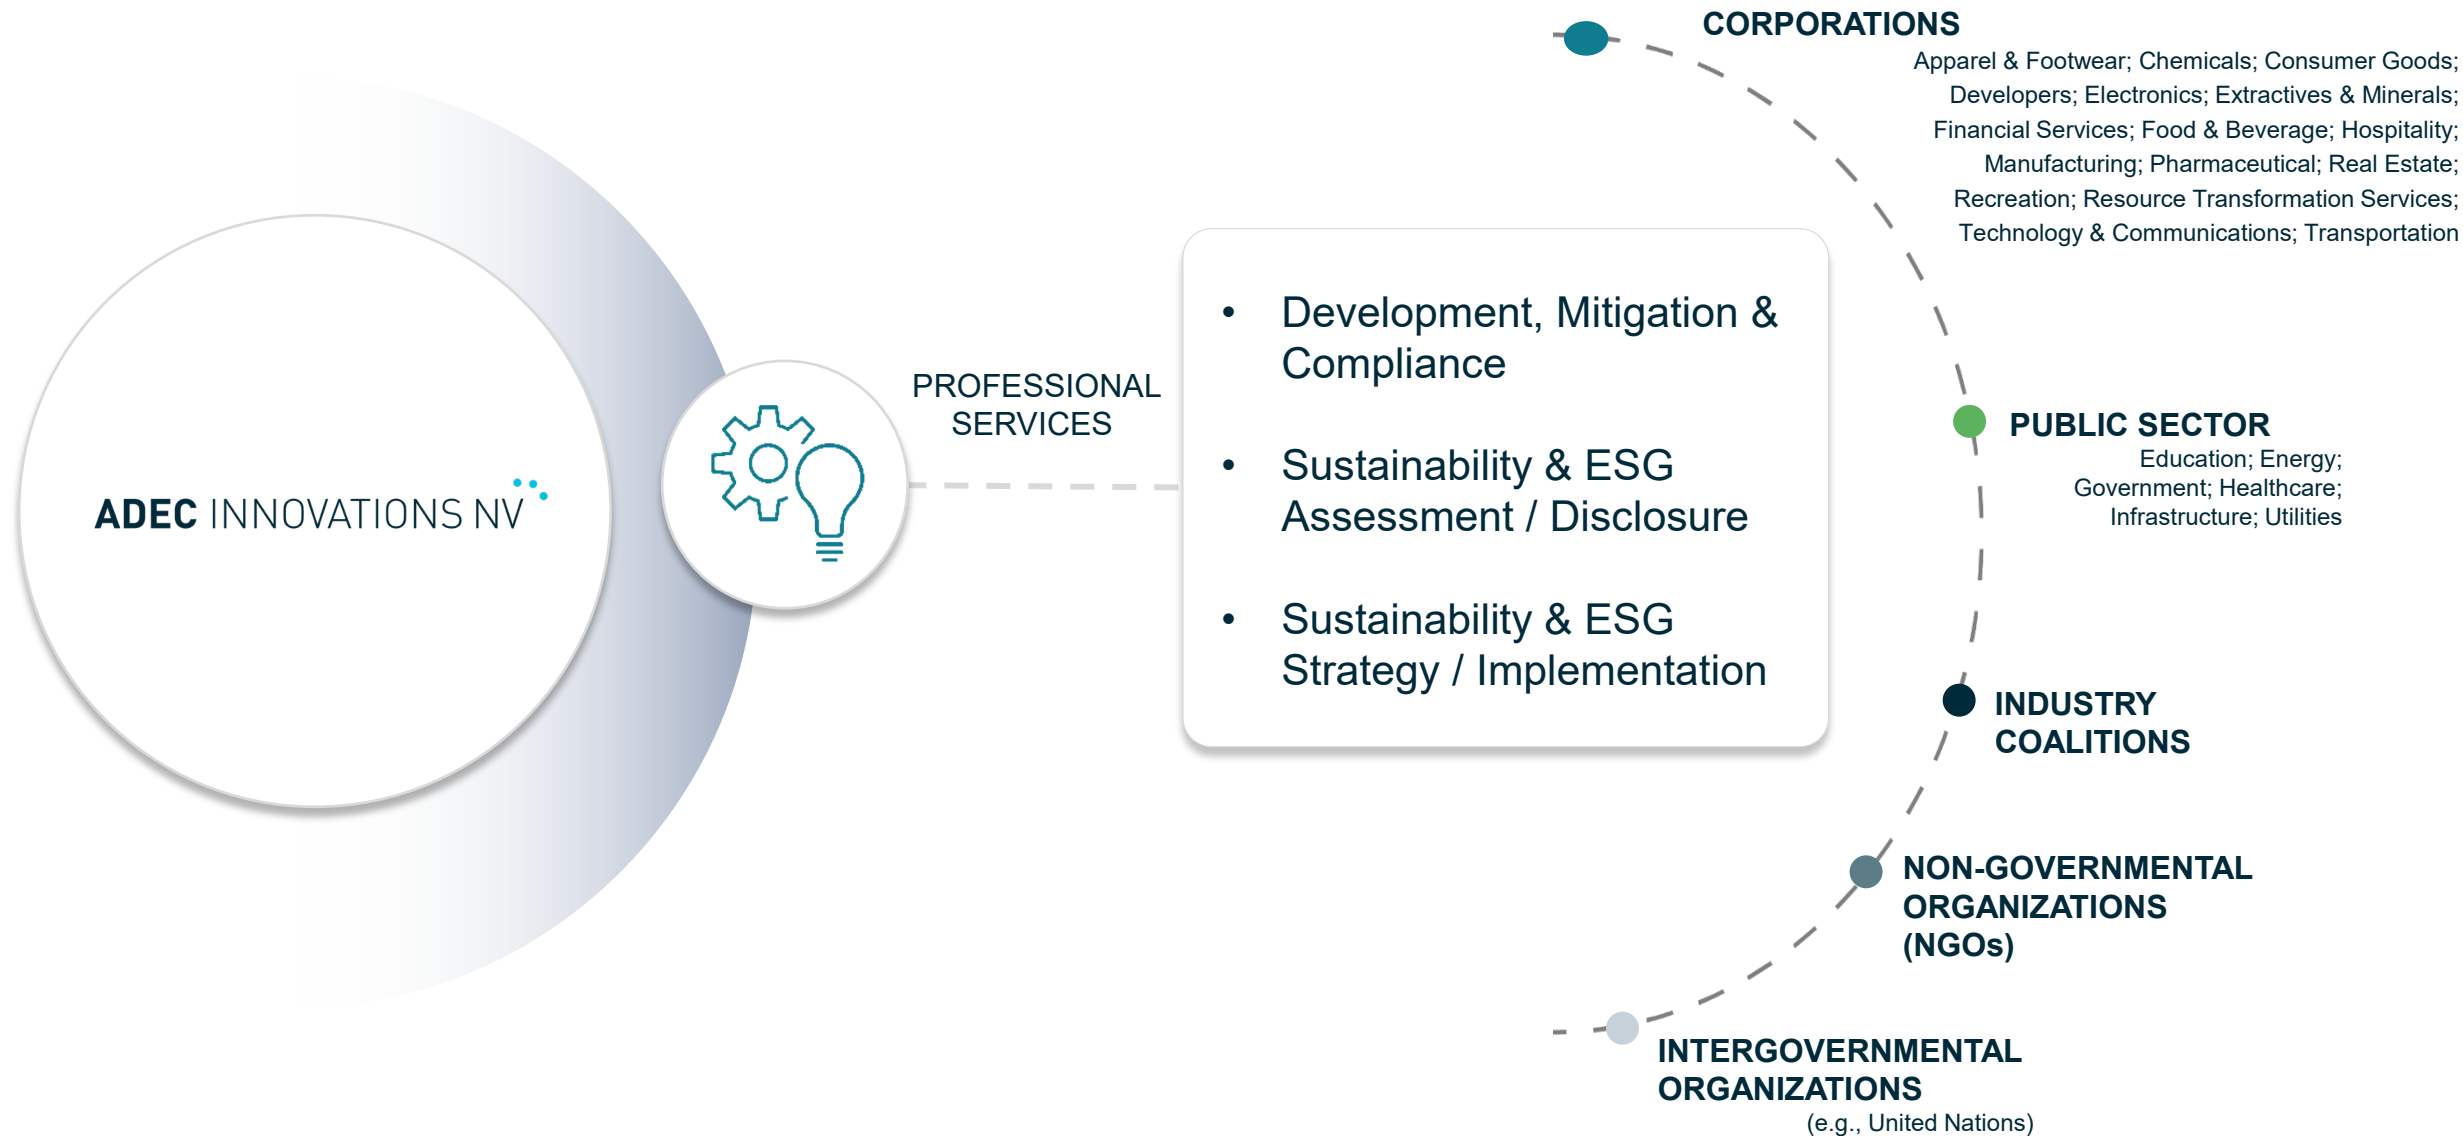 ADEC INNOVATIONS NV
PROFESSIONAL
SERVICES
• Development, Mitigation &
Compliance
• Sustainability & ESG
Assessment / Disclosure
• Sustainability & ESG
Strategy / Implementation
CORPORATIONS
Apparel & Footwear; Chemicals; Consumer Goods;
Developers; Electronics; Extractives & Minerals;
Financial Services; Food & Beverage; Hospitality;
Manufacturing; Pharmaceutical; Real Estate;
Recreation; Resource Transformation Services;
Technology & Communications; Transportation
PUBLIC SECTOR
Education; Energy;
Government; Healthcare;
Infrastructure; Utilities
INDUSTRY
COALITIONS
NON-GOVERNMENTAL
ORGANIZATIONS
(NGOs)
INTERGOVERNMENTAL
ORGANIZATIONS
(e.g., United Nations)